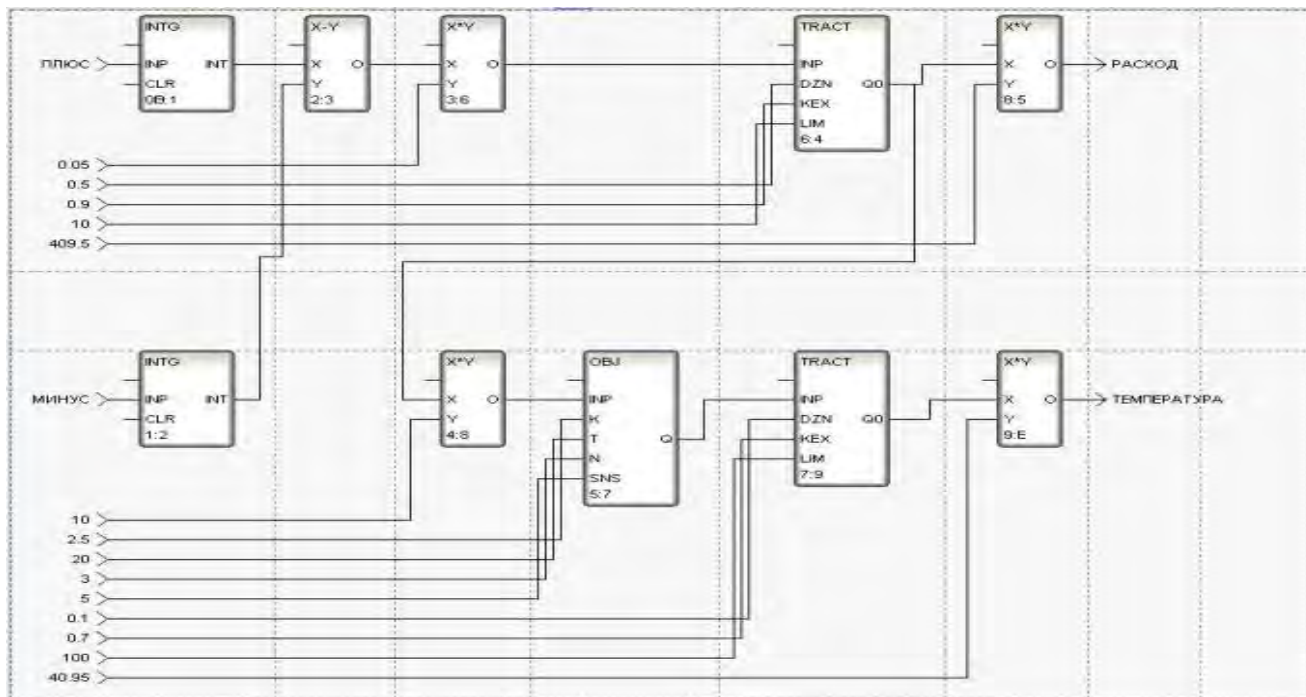 INTG
INP INT
CLR
0B:1
X-Y
X O
Y
2:3
X*Y
X O
Y
3:6
TRACT
INP
DZN Q0
KEX
LIM
6:4
X*Y
X O
Y
8:5
ПЛЮС
РАСХОД
0.05
0.5
0.9
10
409.5
INTG
INP INT
CLR
1:2
X*Y
X O
Y
4:8
OBJ
INP
K
T Q
N
SNS
5:7
TRACT
INP
DZN Q0
KEX
LIM
7:9
X*Y
X O
Y
9:E
МИНУС
ТЕМПЕРАТУРА
10
2.5
20
3
5
0.1
0.7
100
40.95